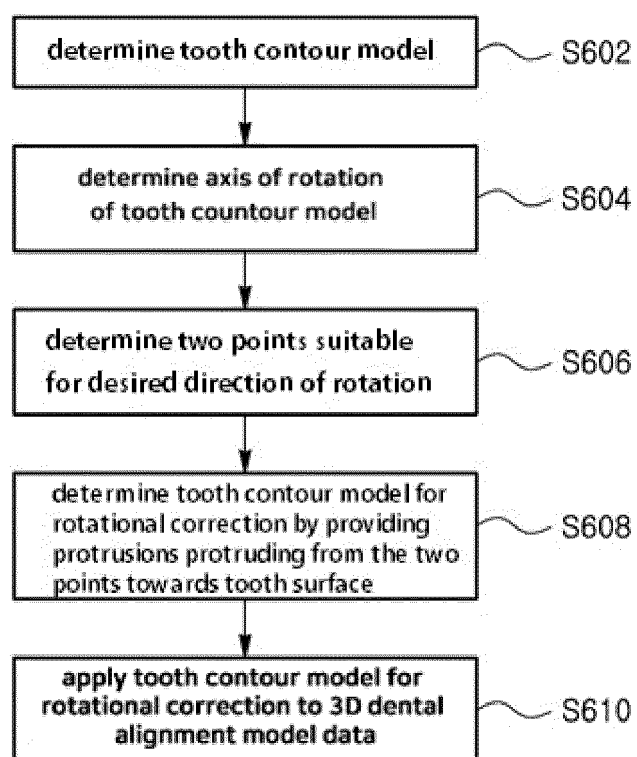 determine tooth contour model
S602
determine axis of rotation
of tooth countour model
S604
determine two points suitable
for desired direction of rotation
S606
determine tooth contour model for
rotational correction by providing
protrusions protruding from the two
points towards tooth surface
S608
apply tooth contour model for
rotational correction to 3D dental
alignment model data
S610